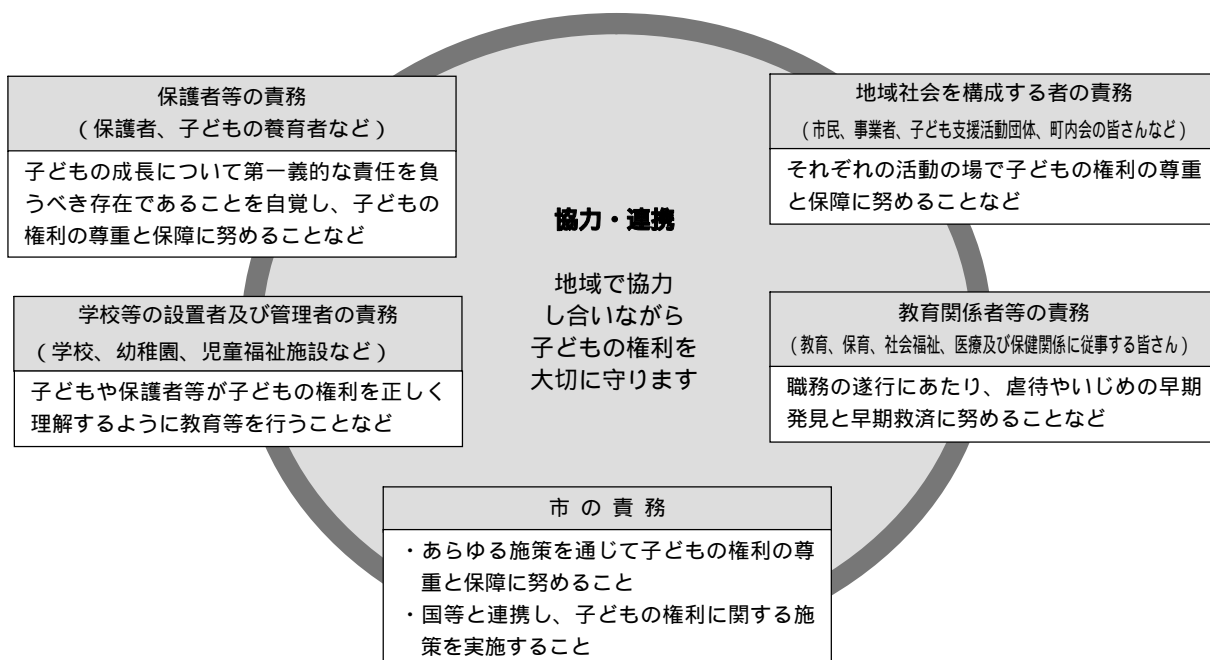 保護者等の責務
(保護者、子どもの養育者など)
子どもの成長について第一義的な責任を負
うべき存在であることを自覚し、子どもの
権利の尊重と保障に努めることなど
地域社会を構成する者の責務
(市民、事業者、子ども支援活動団体、町内会の皆さんなど)
それぞれの活動の場で子どもの権利の尊重
と保障に努めることなど
協力・連携
地域で協力
し合いながら
子どもの権利を
大切に守ります
学校等の設置者及び管理者の責務
(学校、幼稚園、児童福祉施設など)
子どもや保護者等が子どもの権利を正しく
理解するように教育等を行うことなど
教育関係者等の責務
(教育、保育、社会福祉、医療及び保健関係に従事する皆さん)
職務の遂行にあたり、虐待やいじめの早期
発見と早期救済に努めることなど
市の責務
・あらゆる施策を通じて子どもの権利の尊
重と保障に努めること
・国等と連携し、子どもの権利に関する施
策を実施すること